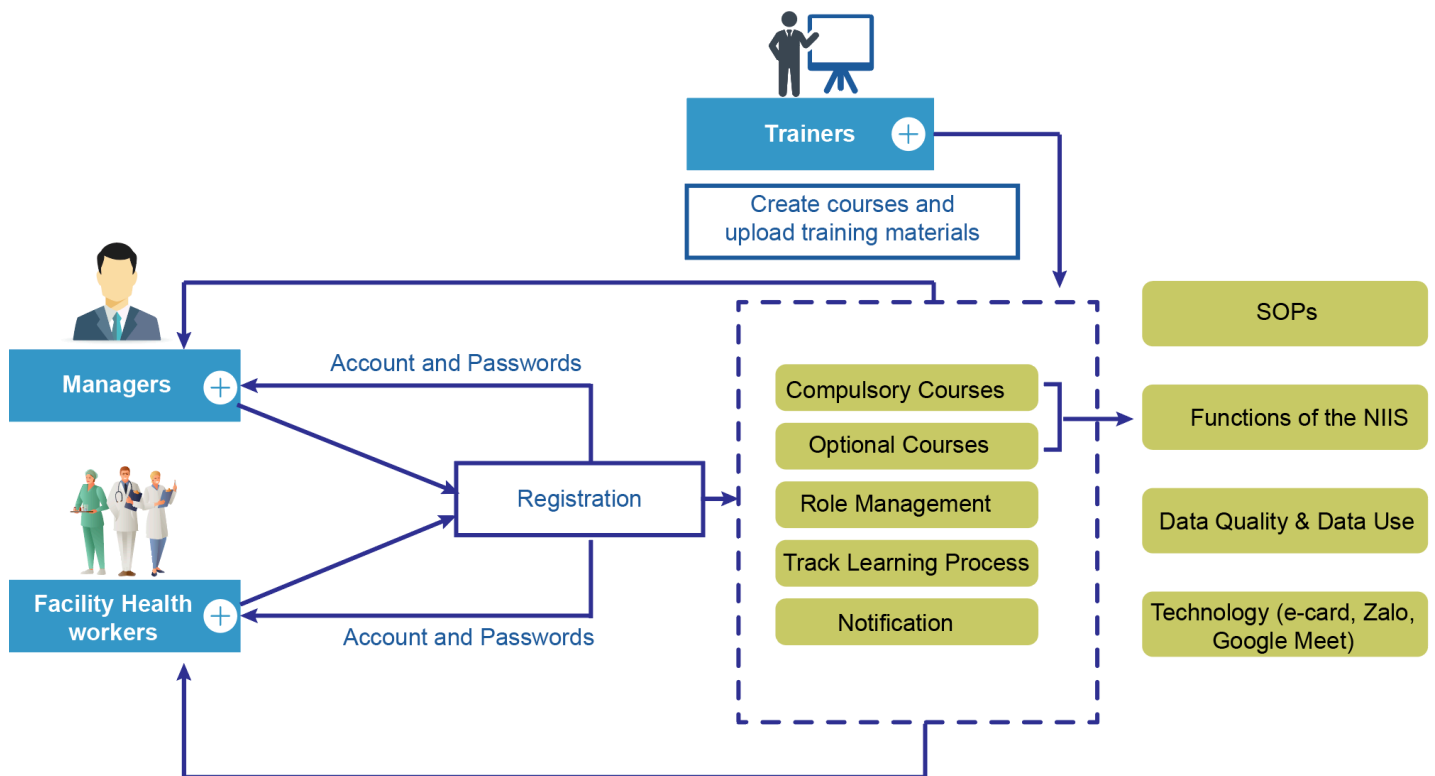 Trainers
Create courses and
upload training materials
Managers
Account and Passwords
Registration
Facility Health
workers
Account and Passwords
Compulsory Courses
Optional Courses
Role Management
Track Learning Process
Notification
SOPs
Functions of the NIIS
Data Quality & Data Use
Technology (e-card, Zalo,
Google Meet)